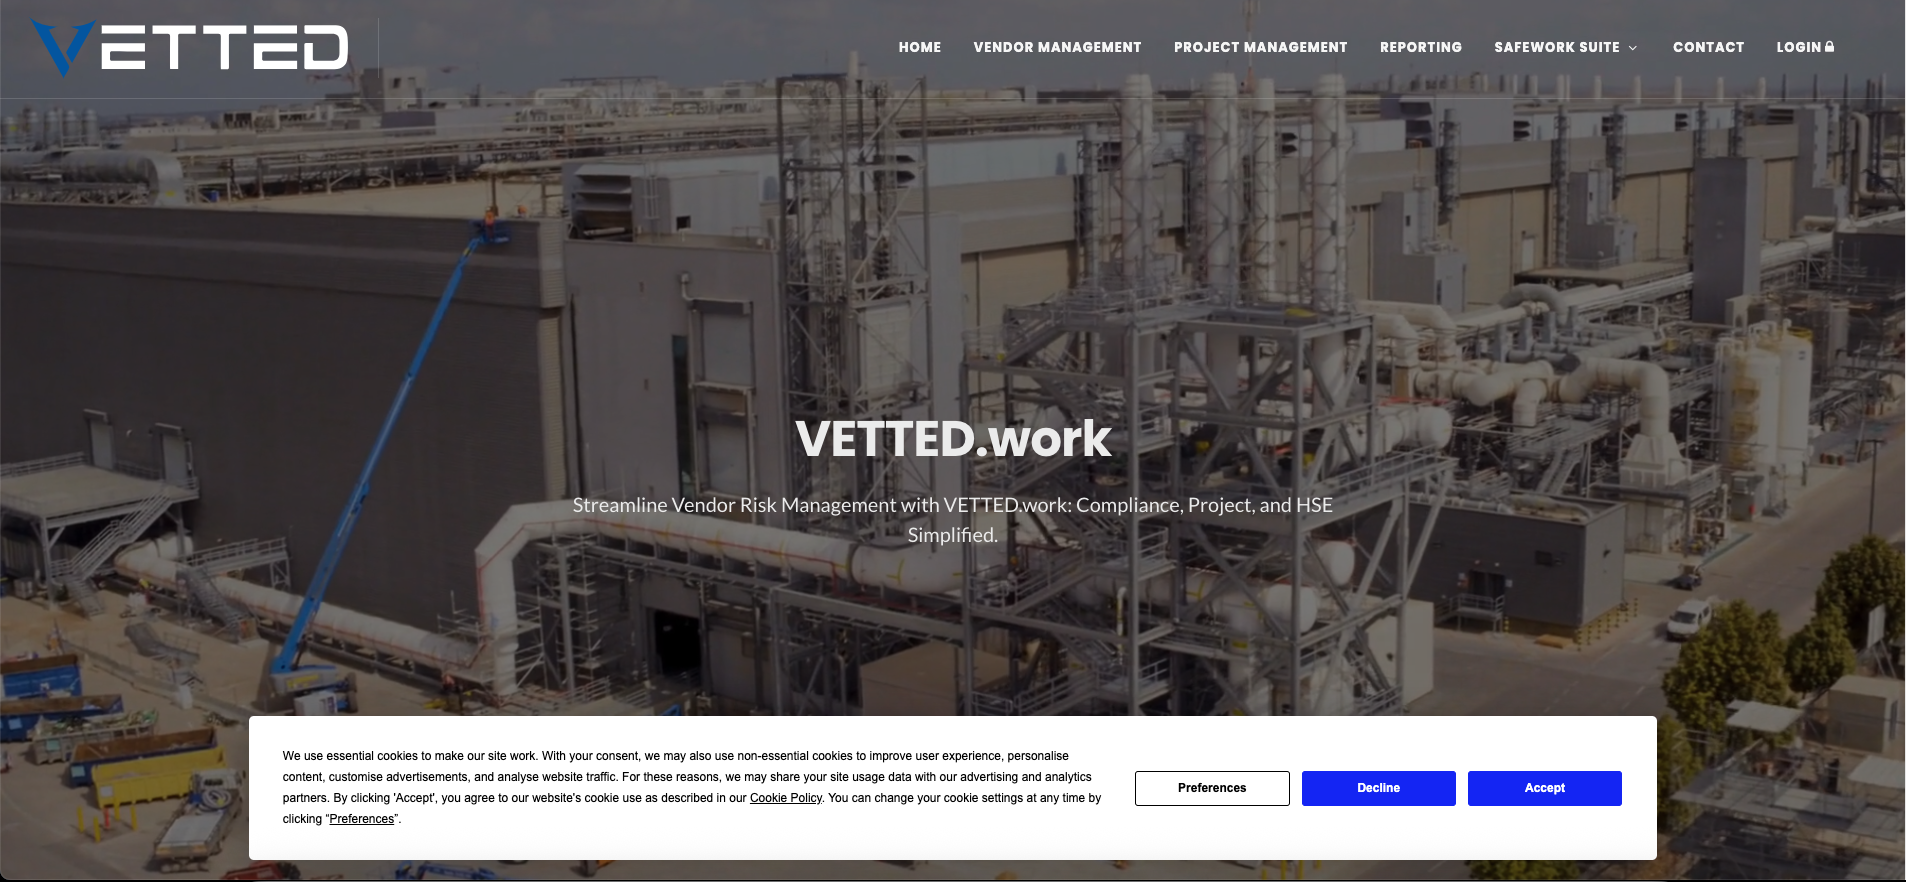 VETTED
HOME
VENDOR MANAGEMENT
PROJECT MANAGEMENT
REPORTING
SAFEWORK SUITE
CONTACT
LOGIN
VETTED.work
Streamline Vendor Risk Management with VETTED.work: Compliance, Project, and HSE
Simplified.
We use essential cookies to make our site work. With your consent, we may also use non-essential cookies to improve user experience, personalise
content, customise advertisements, and analyse website traffic. For these reasons, we may share your site usage data with our advertising and analytics
partners. By clicking 'Accept', you agree to our website's cookie use as described in our Cookie Policy. You can change your cookie settings at any time by
clicking “Preferences”.
Preferences
Decline
Accept